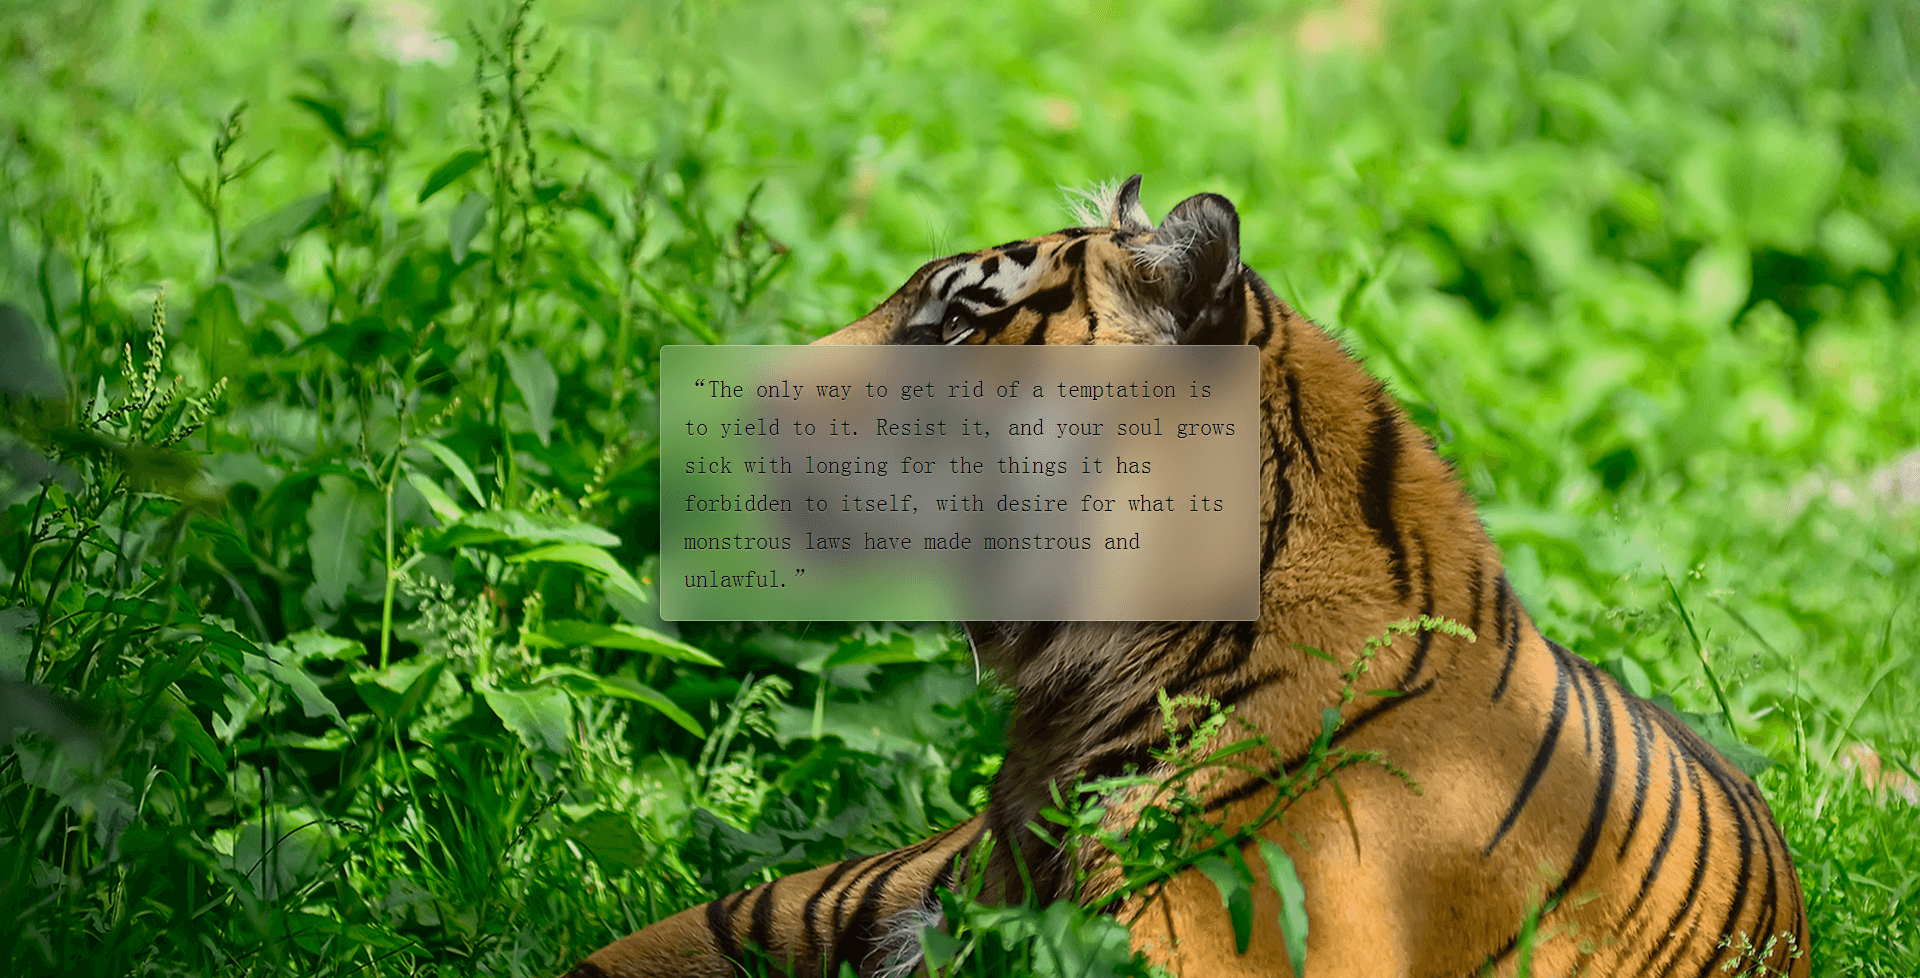 “The only way to get rid of a temptation is
to yield to it. Resist it, and your soul grows
sick with longing for the things it has
forbidden to itself, with desire for what its
monstrous laws have made monstrous and
unlawful.”